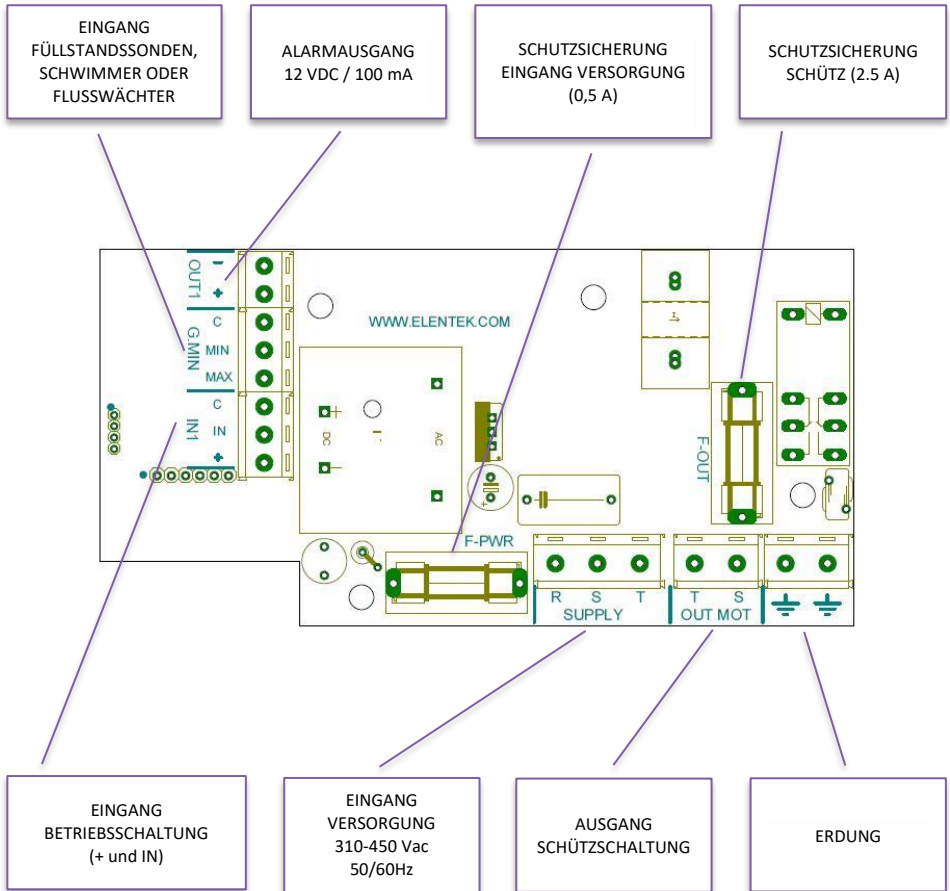 EINGANG
FÜLLSTANDSSONDEN,
SCHWIMMER ODER
FLUSSWÄCHTER
ALARMAUSGANG
12 VDC / 100 mA
SCHUTZSICHERUNG
EINGANG VERSORGUNG
(0,5 A)
SCHUTZSICHERUNG
SCHÜTZ (2.5 A)
OUT1
-
+
G.MIN
C
MIN
MAX
IN1
C
IN
+
WWW.ELENTEK.COM
DC
AC
+
F-OUT
F-PWR
R S T
SUPPLY
T S
OUT MOT
EINGANG
BETRIEBSSCHALTUNG
(+ und IN)
EINGANG
VERSORGUNG
310-450 Vac
50/60Hz
AUSGANG
SCHÜTZSCHALTUNG
ERDUNG